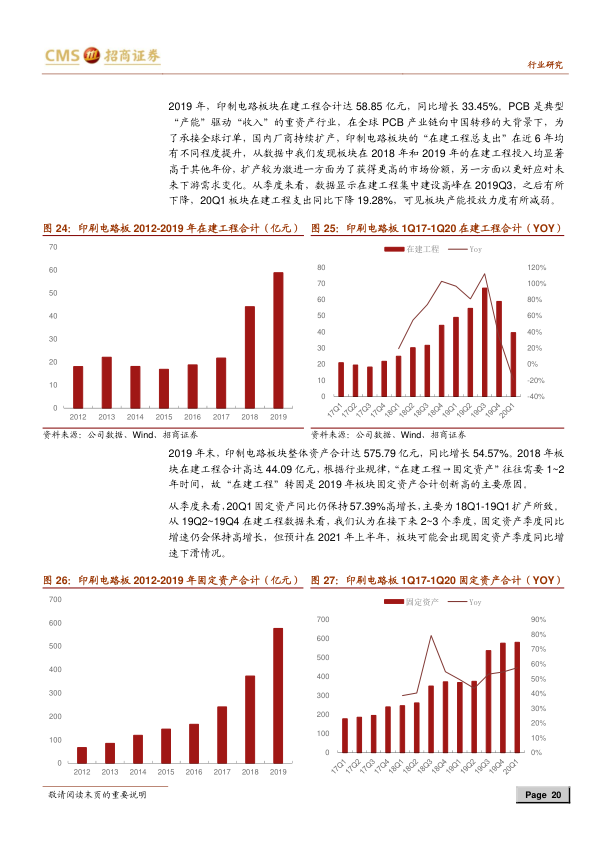 CMS 招商证券
行业研究
2019 年，印制电路板块在建工程合计达 58.85 亿元，同比增长 33.45%。PCB 是典型
“产能”驱动“收入”的重资产行业，在全球 PCB 产业链向中国转移的大背景下，为
了承接全球订单，国内厂商持续扩产，印制电路板块的“在建工程总支出”在近 6 年均
有不同程度提升，从数据中我们发现板块在 2018 年和 2019 年的在建工程投入均显著
高于其他年份，扩产较为激进一方面为了获得更高的市场份额，另一方面以更好应对未
来下游需求变化。从季度来看，数据显示在建工程集中建设高峰在 2019Q3，之后有所
下降，20Q1 板块在建工程支出同比下降 19.28%，可见板块产能投放力度有所减弱。
图 24：印刷电路板 2012-2019 年在建工程合计（亿元）
70
60
50
40
30
20
10
0
2012 2013 2014 2015 2016 2017 2018 2019
资料来源：公司数据、Wind、招商证券
图 25：印刷电路板 1Q17-1Q20 在建工程合计（YOY）
在建工程 Yoy
80
70
60
50
40
30
20
10
0
120%
100%
80%
60%
40%
20%
0%
-20%
-40%
17Q1 17Q2 17Q3 17Q4 18Q1 18Q2 18Q3 18Q4 19Q1 19Q2 19Q3 19Q4 20Q1
资料来源：公司数据、Wind、招商证券
2019 年末，印制电路板块整体资产合计达 575.79 亿元，同比增长 54.57%。2018 年板
块在建工程合计高达 44.09 亿元，根据行业规律，“在建工程→固定资产”往往需要 1~2
年时间，故“在建工程”转因是 2019 年板块固定资产合计创新高的主要原因。
从季度来看，20Q1 固定资产同比仍保持 57.39%高增长，主要为 18Q1-19Q1 扩产所致。
从 19Q2~19Q4 在建工程数据来看，我们认为在接下来 2~3 个季度，固定资产季度同比
增速仍会保持高增长，但预计在 2021 年上半年，板块可能会出现固定资产季度同比增
速下滑情况。
图 26：印刷电路板 2012-2019 年固定资产合计（亿元）
700
600
500
400
300
200
100
0
2012 2013 2014 2015 2016 2017 2018 2019
图 27：印刷电路板 1Q17-1Q20 固定资产合计（YOY）
固定资产 Yoy
700
600
500
400
300
200
100
0
90%
80%
70%
60%
50%
40%
30%
20%
10%
0%
17Q1 17Q2 17Q3 17Q4 18Q1 18Q2 18Q3 18Q4 19Q1 19Q2 19Q3 19Q4 20Q1
敬请阅读末页的重要说明
Page 20